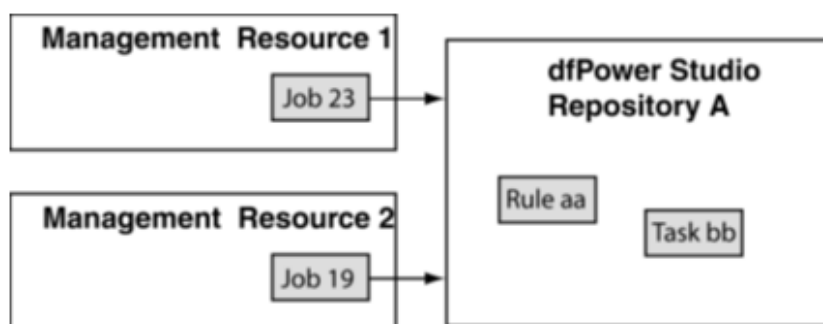 Management Resource 1
Job 23
dfPower Studio
Repository A
Rule aa
Task bb
Management Resource 2
Job 19